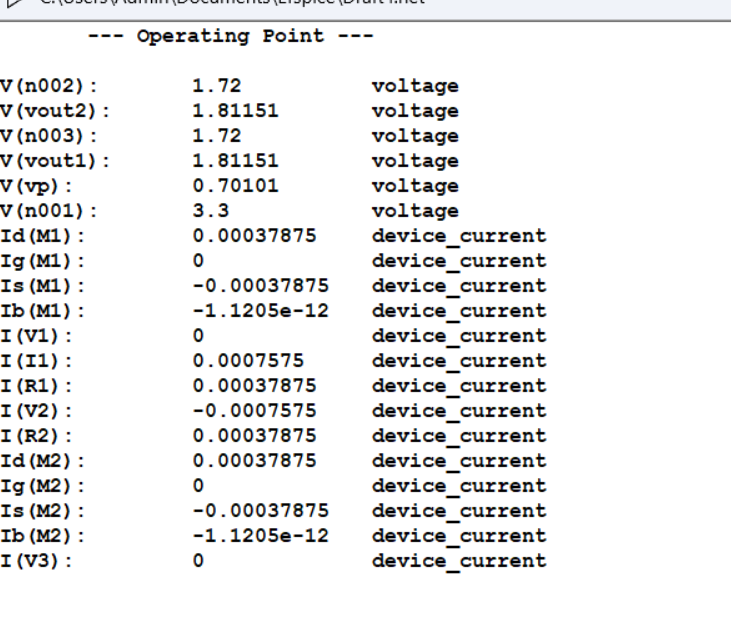 C:\Users\Admin\Documents\LTspice\Draft4.net
--- Operating Point ---
V(n002): 1.72 voltage
V(vout2): 1.81151 voltage
V(n003): 1.72 voltage
V(vout1): 1.81151 voltage
V(vp): 0.70101 voltage
V(n001): 3.3 voltage
Id(M1): 0.00037875 device_current
Ig(M1): 0 device_current
Is(M1): -0.00037875 device_current
Ib(M1): -1.1205e-12 device_current
I(V1): 0 device_current
I(I1): 0.0007575 device_current
I(R1): 0.00037875 device_current
I(V2): -0.0007575 device_current
I(R2): 0.00037875 device_current
Id(M2): 0.00037875 device_current
Ig(M2): 0 device_current
Is(M2): -0.00037875 device_current
Ib(M2): -1.1205e-12 device_current
I(V3): 0 device_current